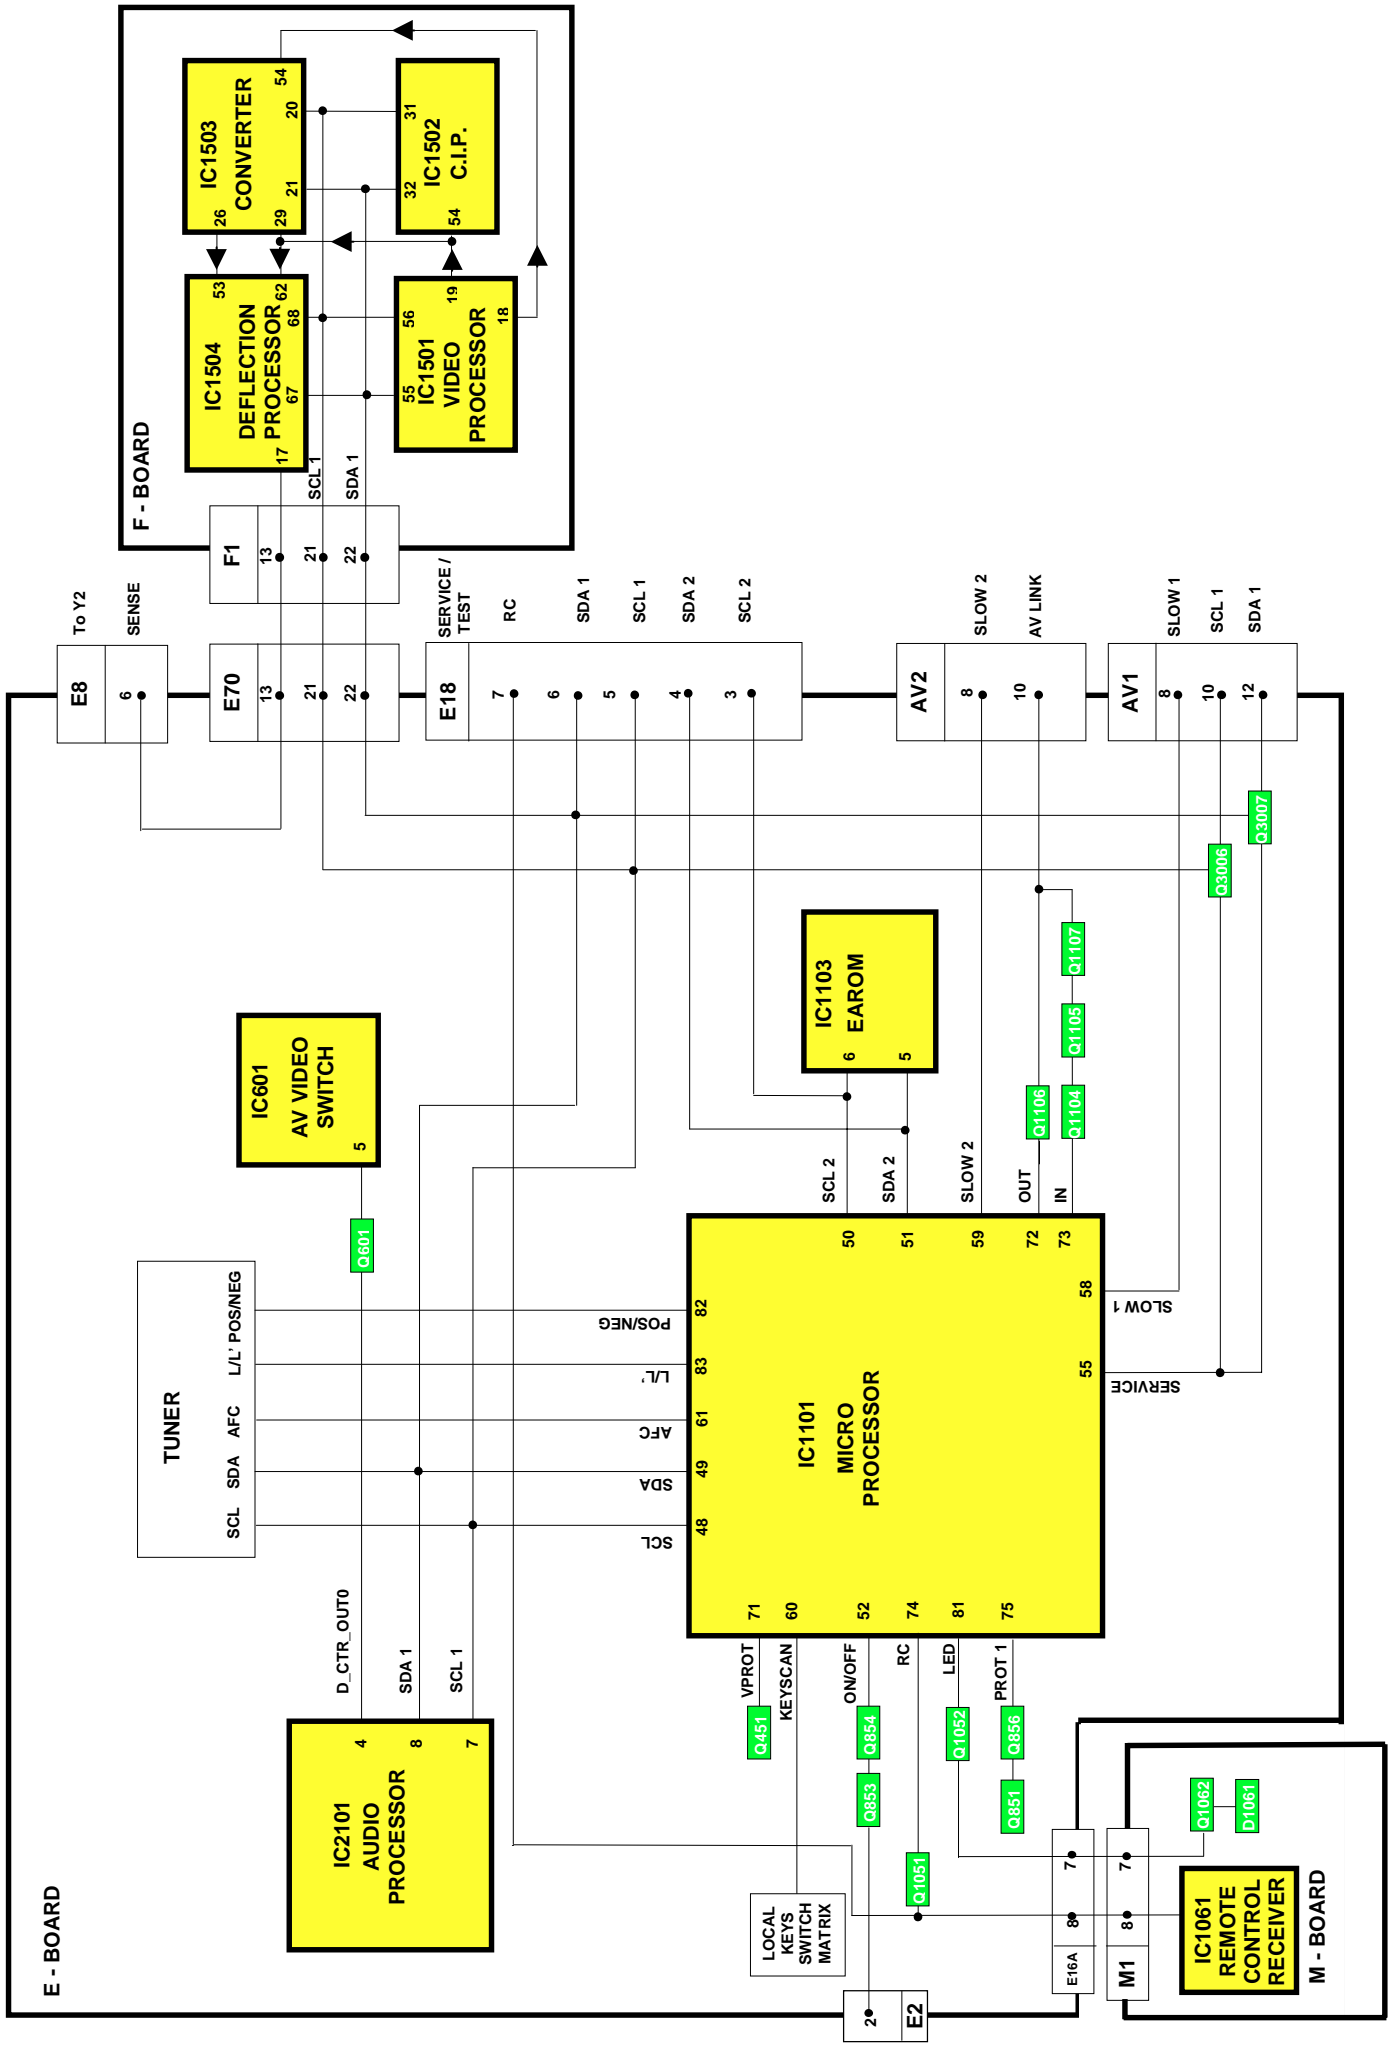 E - BOARD
IC2101
AUDIO
PROCESSOR
4
8
7
D_CTR_OUT0
SDA 1
SCL 1
TUNER
SCL
SDA
AFC
L/L'
POS/NEG
Q601
IC601
AV VIDEO
SWITCH
5
E8
6
To Y2
SENSE
E70
13
21
22
F1
13
21
22
SCL 1
SDA 1
F - BOARD
IC1504
DEFLECTION
PROCESSOR
17
67
68
62
53
IC1503
CONVERTER
26
29
21
20
54
IC1501
VIDEO
PROCESSOR
55
56
19
18
IC1502
C.I.P.
54
32
31
E18
7
6
5
4
3
SERVICE /
TEST
RC
SDA 1
SCL 1
SDA 2
SCL 2
IC1101
MICRO
PROCESSOR
48
49
61
83
82
SCL
SDA
AFC
L/L'
POS/NEG
71
60
52
74
81
75
VPROT
KEYSCAN
ON/OFF
RC
LED
PROT 1
Q451
Q854
Q853
Q1051
Q1052
Q856
Q851
LOCAL
KEYS
SWITCH
MATRIX
2
E2
50
51
59
72
73
58
55
SCL 2
SDA 2
SLOW 2
OUT
IN
SLOW 1
SERVICE
IC1103
EAROM
6
5
Q1106
Q1104
Q1105
Q1107
Q3006
Q3007
AV2
8
10
SLOW 2
AV LINK
AV1
8
10
12
SLOW 1
SCL 1
SDA 1
E16A
8
7
M1
8
7
Q1062
D1061
IC1061
REMOTE
CONTROL
RECEIVER
M - BOARD